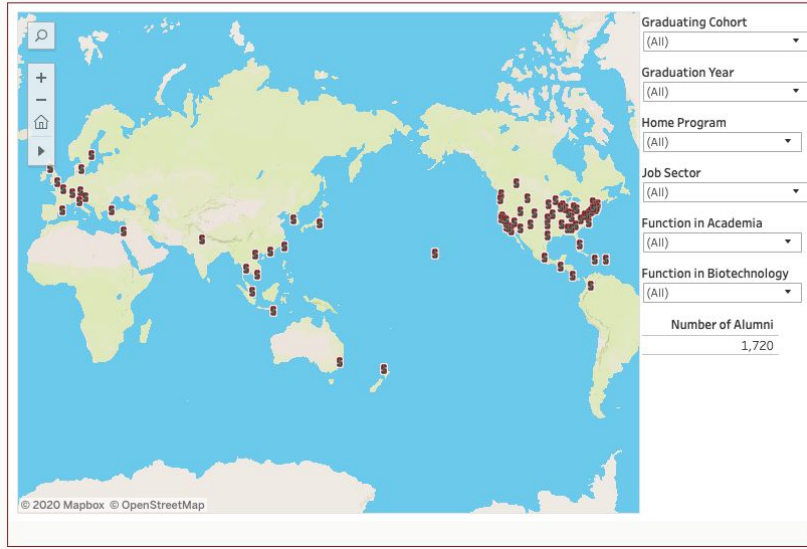 Graduating Cohort
(All)
Graduation Year
(All)
Home Program
(All)
Job Sector
(All)
Function in Academia
(All)
Function in Biotechnology
(All)
Number of Alumni
1,720
© 2020 Mapbox © OpenStreetMap